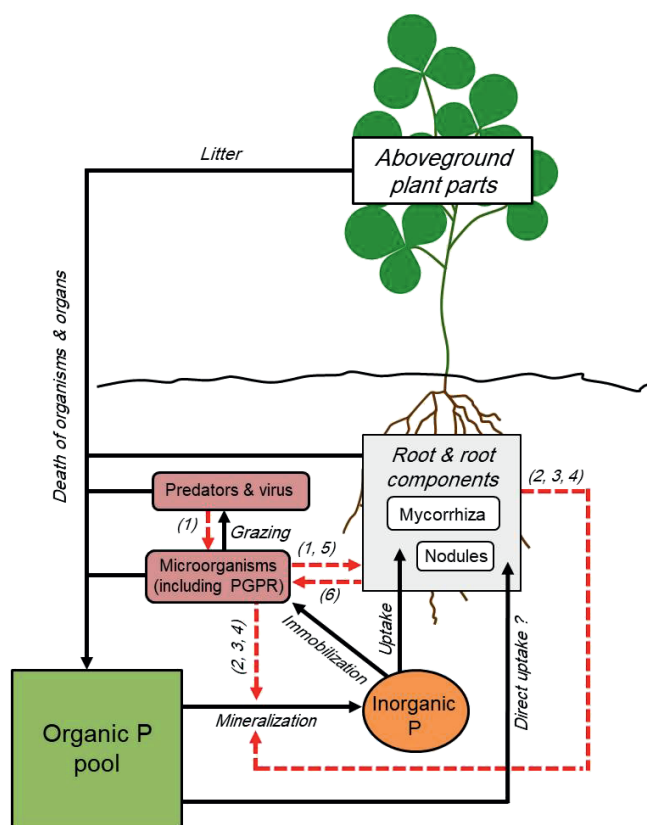 Litter
Aboveground
plant parts
Death of organisms & organs
Root & root
components
Mycorrhiza
Nodules
(2, 3, 4)
Predators & virus
(1)
Grazing
Microorganisms
(including PGPR)
(1, 5)
(6)
(2, 3, 4)
Immobilization
Uptake
Direct uptake ?
Mineralization
Inorganic
P
Organic P
pool